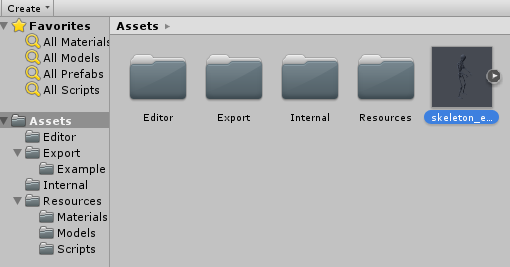 Create
Favorites
All Materials
All Models
All Prefabs
All Scripts
Assets
Editor
Export
Example
Internal
Resources
Materials
Models
Scripts
Assets
Editor
Export
Internal
Resources
skeleton_e...